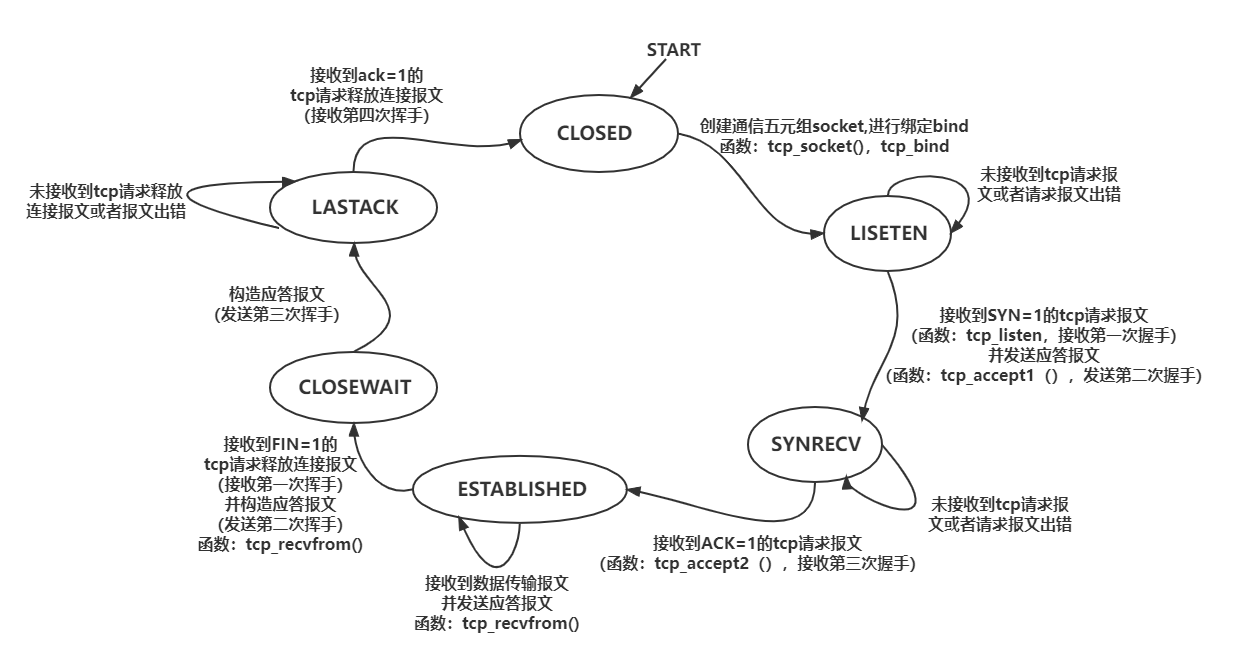 START
接收到ack=1的
tcp请求释放连接报文
(接收第四次挥手)
CLOSED
创建通信五元组socket,进行绑定bind
函数：tcp_socket()，tcp_bind
未接收到tcp请求报
文或者请求报文出错
未接收到tcp请求释放
连接报文或者报文出错
LASTACK
LISETEN
构造应答报文
(发送第三次挥手)
接收到SYN=1的tcp请求报文
(函数：tcp_listen，接收第一次握手)
并发送应答报文
(函数：tcp_accept1（），发送第二次握手)
CLOSEWAIT
SYNRECV
接收到FIN=1的
tcp请求释放连接报文
(接收第一次挥手)
并构造应答报文
(发送第二次挥手)
函数：tcp_recvfrom()
ESTABLISHED
未接收到tcp请求报
文或者请求报文出错
接收到ACK=1的tcp请求报文
(函数：tcp_accept2（），接收第三次握手)
接收到数据传输报文
并发送应答报文
函数：tcp_recvfrom()